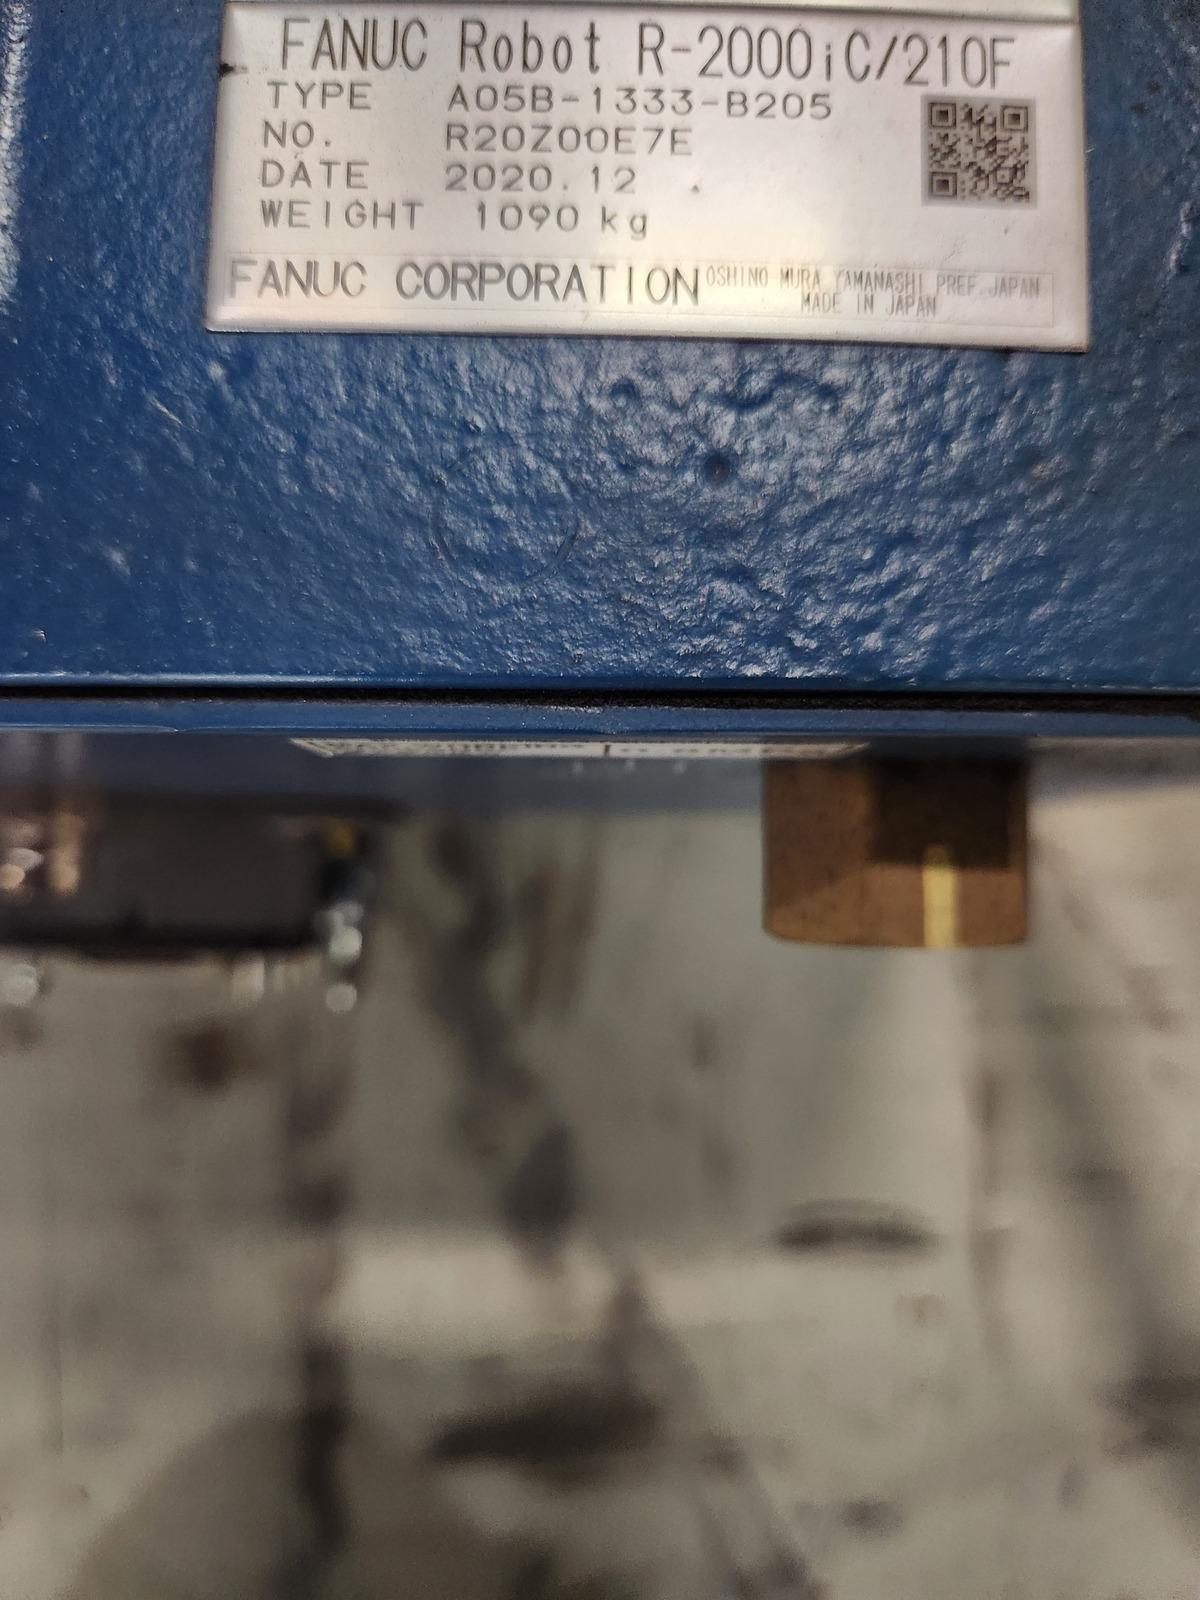 FANUC Robot R-2000iC/210F
TYPE A05B-1333-B205
NO. R20Z00E7E
DATE 2020.12
WEIGHT 1090 kg
FANUC CORPORATION OSHINO-MURA, YAMANASHI PREF. JAPAN
MADE IN JAPAN